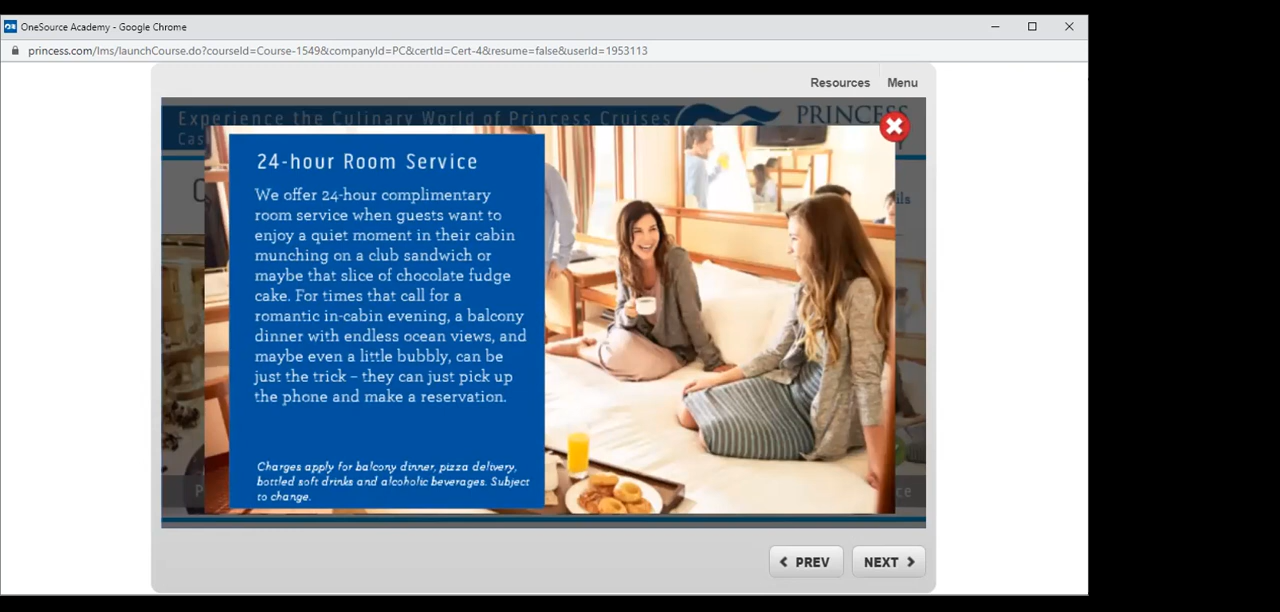 OneSource Academy - Google Chrome
princess.com/lms/launchCourse.do?courseId=Course-1549&companyId=PC&certId=Cert-4&resume=false&userId=1953113
Resources Menu
Experience the Culinary World of Princess Cruises
PRINCESS
Cas
24-hour Room Service
ils
We offer 24-hour complimentary
room service when guests want to
enjoy a quiet moment in their cabin
munching on a club sandwich or
maybe that slice of chocolate fudge
cake. For times that call for a
romantic in-cabin evening, a balcony
dinner with endless ocean views, and
maybe even a little bubbly, can be
just the trick – they can just pick up
the phone and make a reservation.
Charges apply for balcony dinner, pizza delivery,
bottled soft drinks and alcoholic beverages. Subject
to change.
P
ce
PREV NEXT